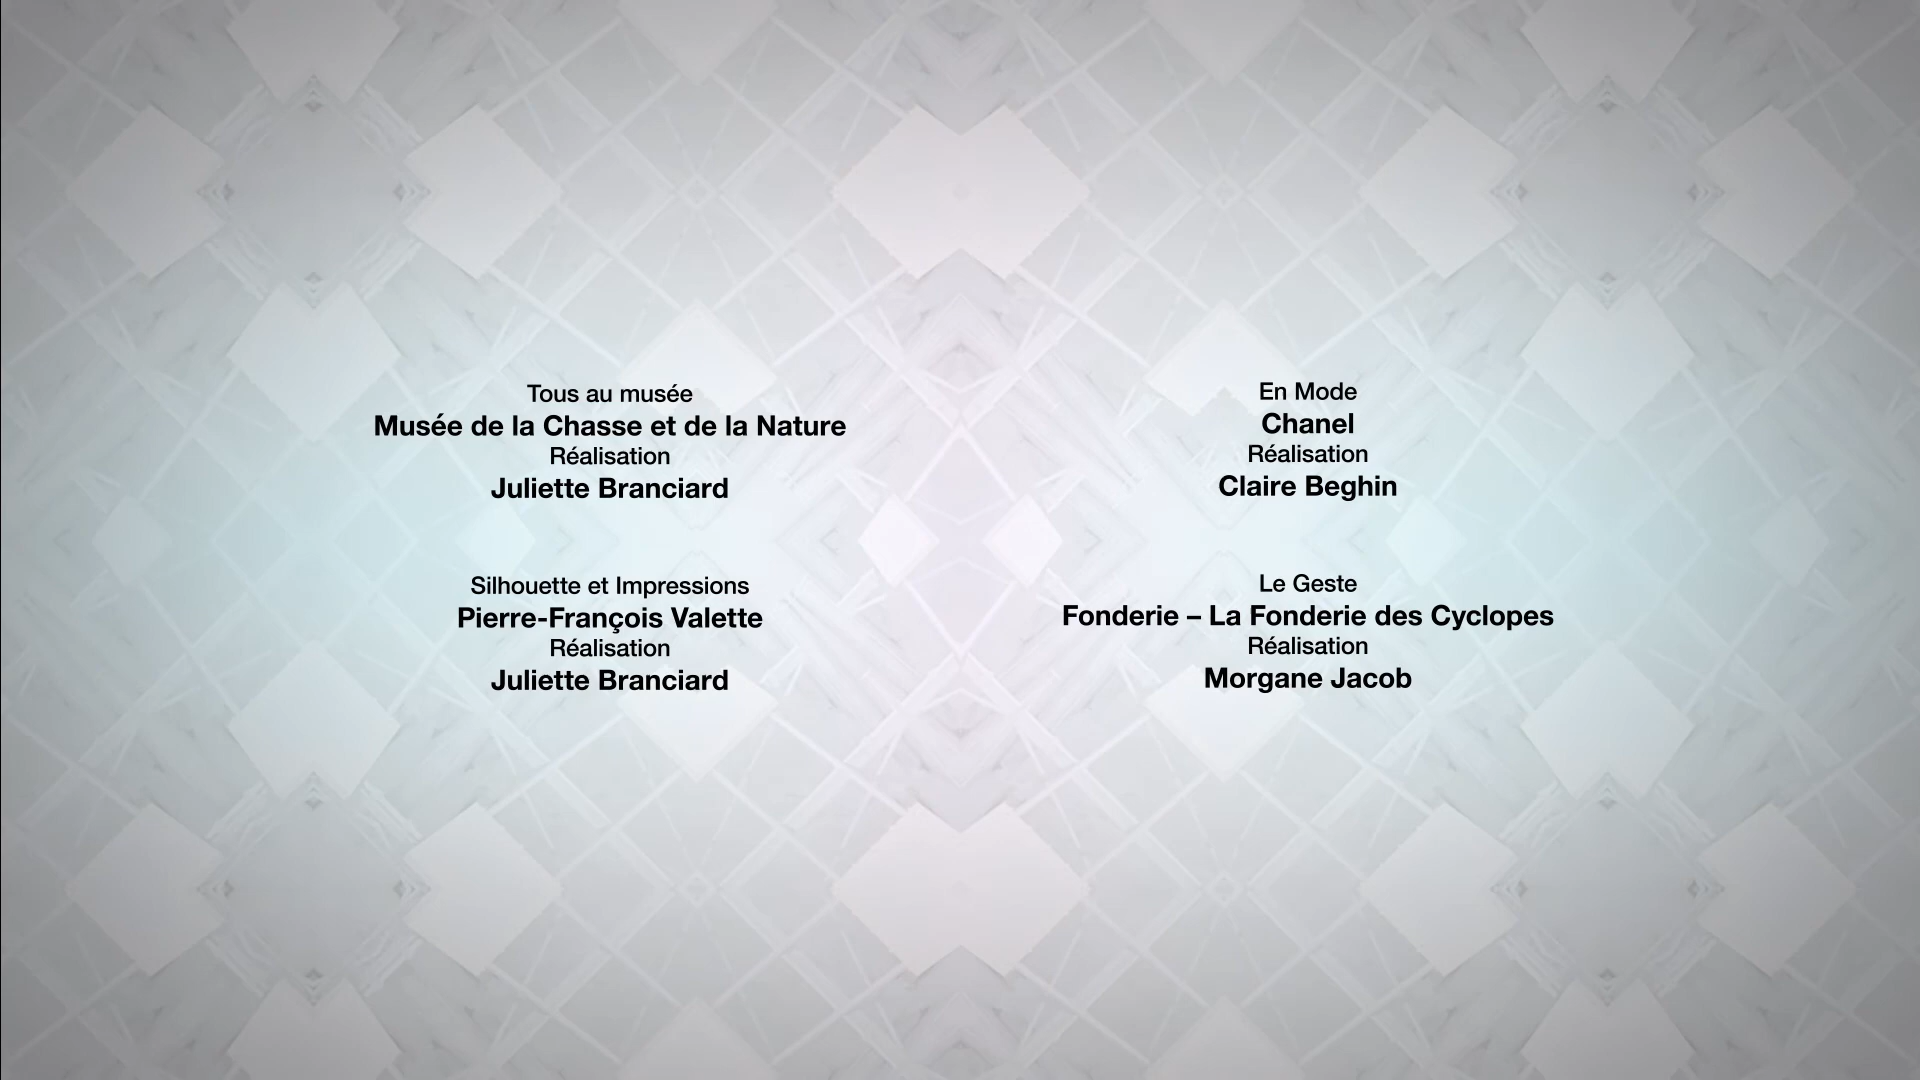 Tous au musée
Musée de la Chasse et de la Nature
Réalisation
Juliette Branciard
Silhouette et Impressions
Pierre-François Valette
Réalisation
Juliette Branciard
En Mode
Chanel
Réalisation
Claire Beghin
Le Geste
Fonderie – La Fonderie des Cyclopes
Réalisation
Morgane Jacob